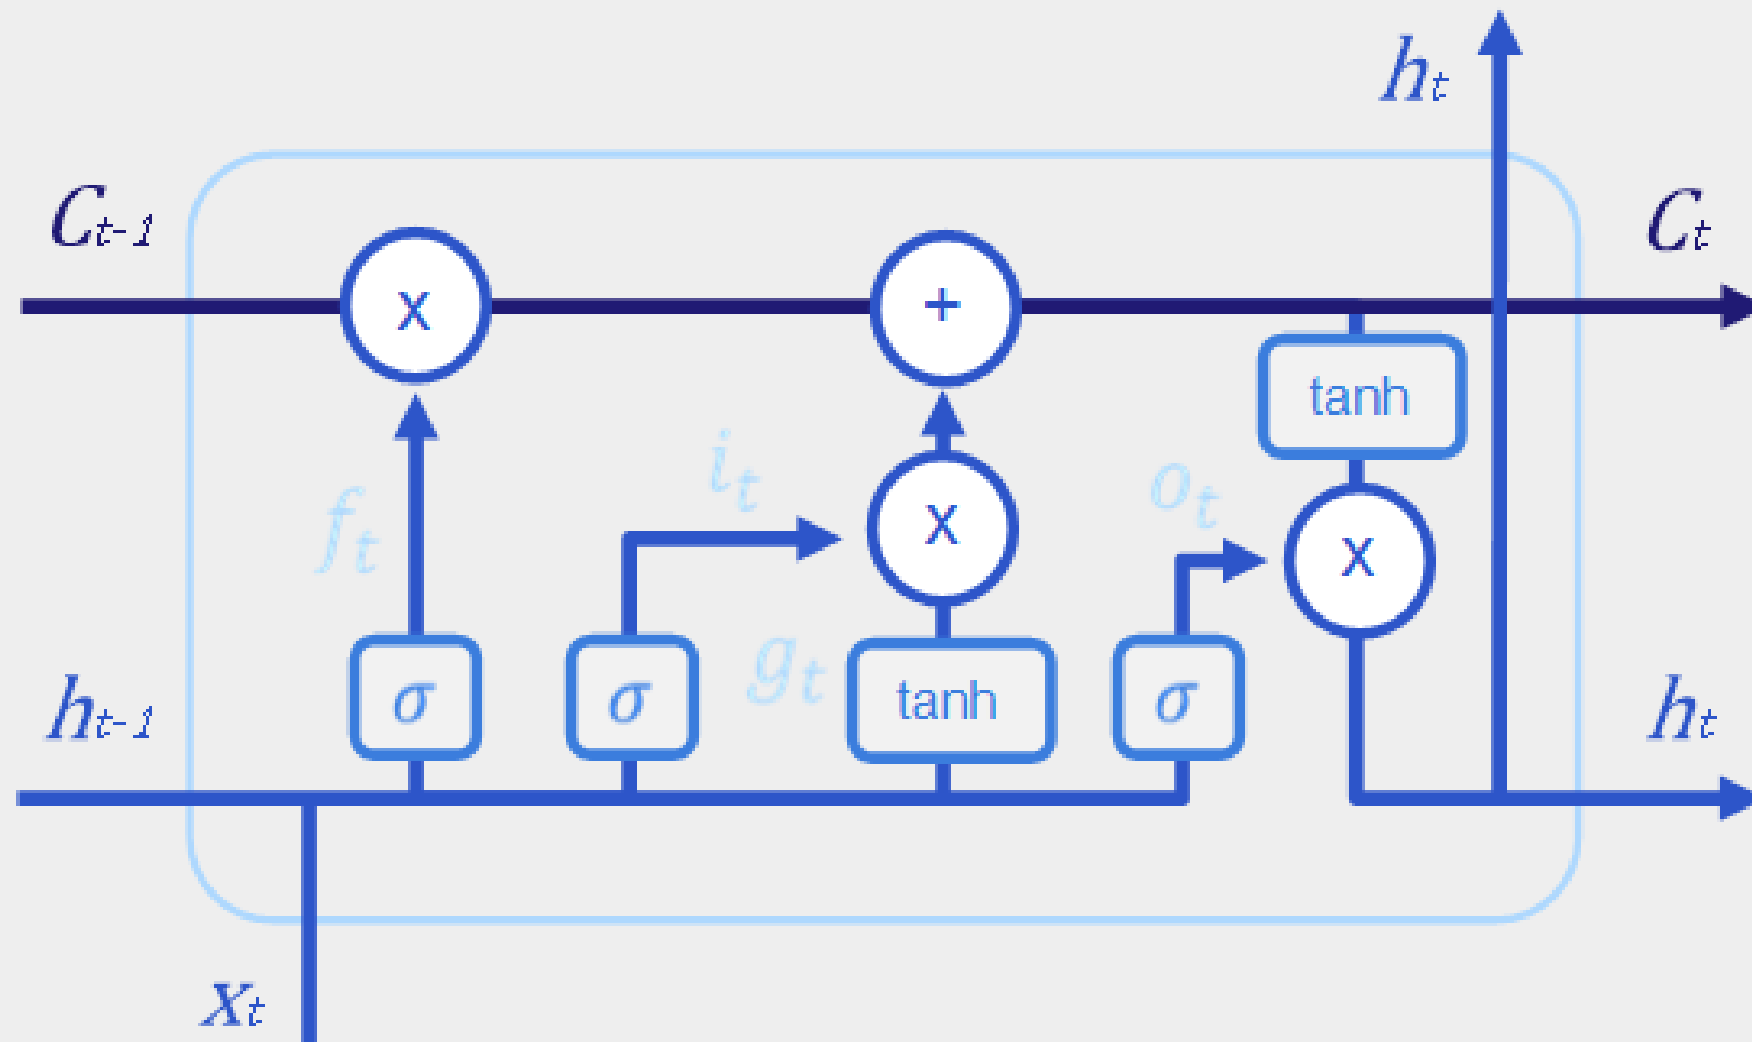 hₜ
Cₜ₋₁
Cₜ
x
+
tanh
iₜ
oₜ
fₜ
x
x
gₜ
σ
σ
tanh
σ
hₜ₋₁
hₜ
xₜ